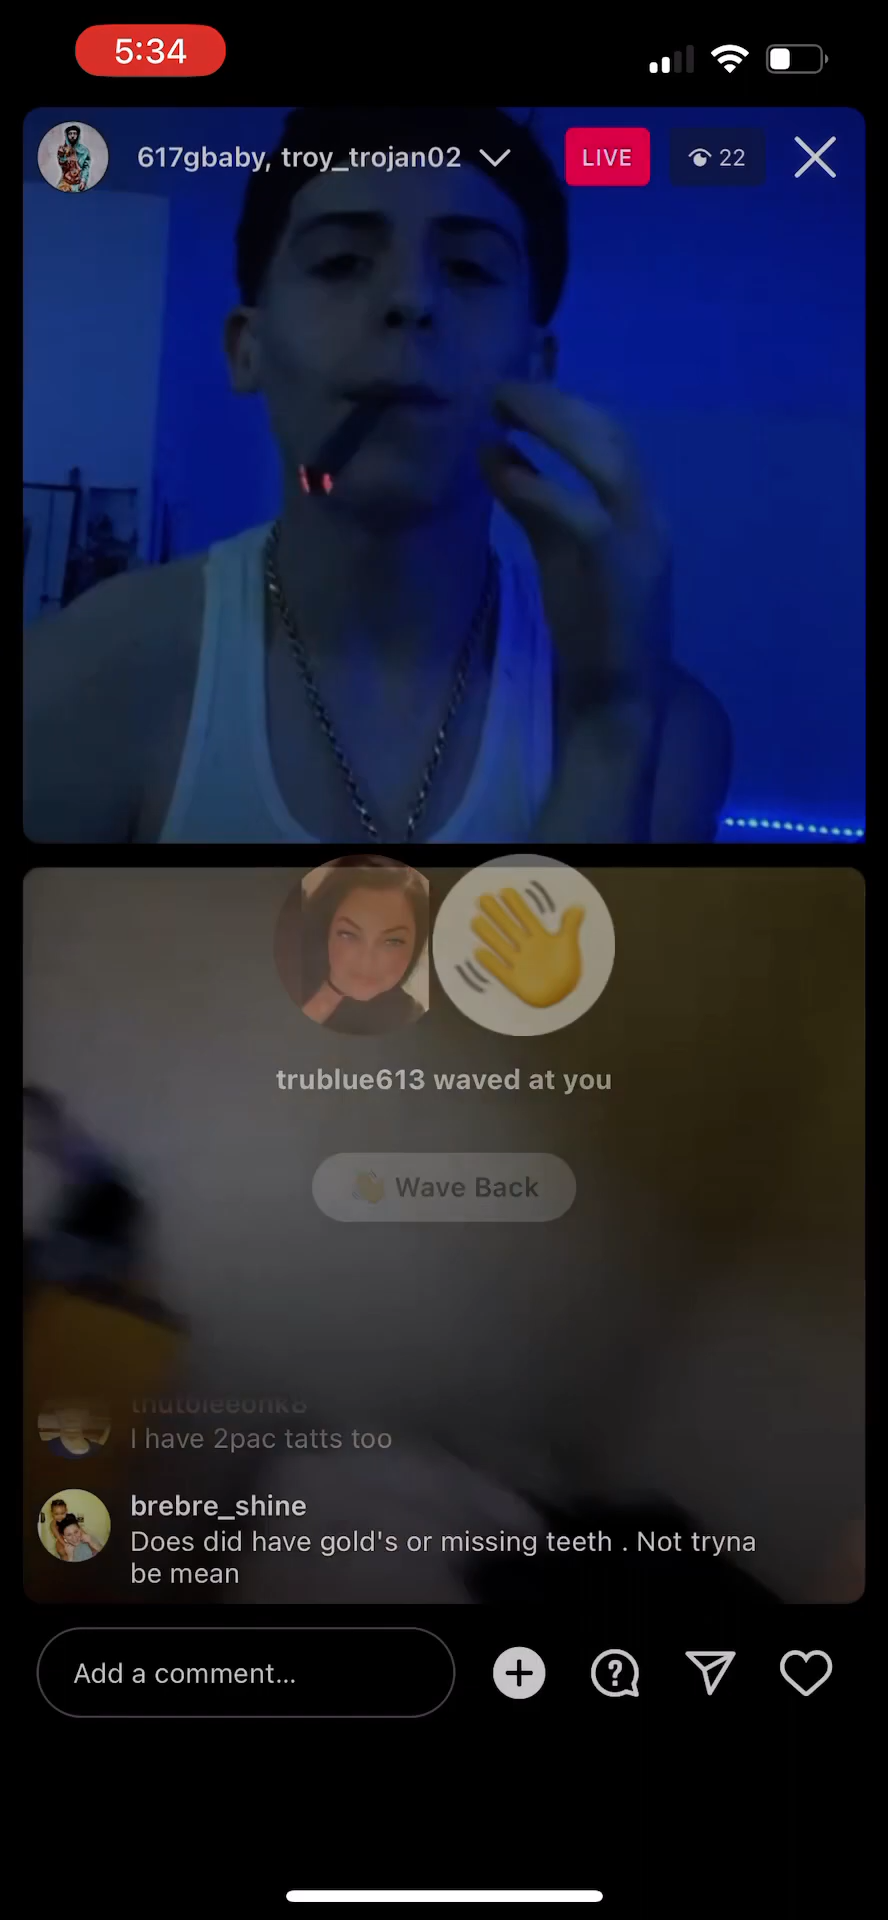 5:34
617gbaby, troy_trojan02
LIVE
22
trublue613 waved at you
👋 Wave Back
I have 2pac tatts too
brebre_shine
Does did have gold's or missing teeth . Not tryna
be mean
Add a comment...